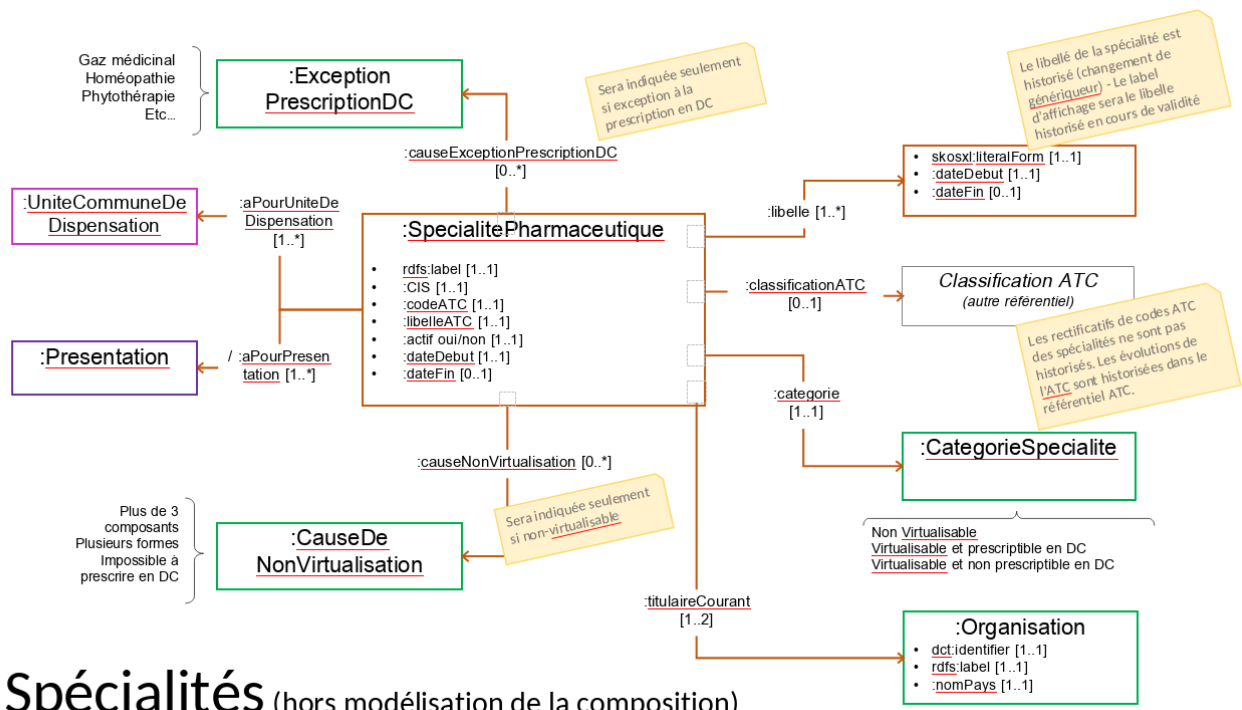 Gaz médicinal
Homéopathie
Phytothérapie
Etc...
:Exception
PrescriptionDC
Sera indiquée seulement
si exception à la
prescription en DC
Le libellé de la spécialité est
historisé (changement de
génériqueur) - Le label
d'affichage sera le libelle
historisé en cours de validité
:causeExceptionPrescriptionDC
[0..*]
• skosxl:literalForm [1..1]
• :dateDebut [1..1]
• :dateFin [0..1]
:UniteCommuneDe
Dispensation
:aPourUniteDe
Dispensation
[1..*]
:libelle [1..*]
:SpecialitePharmaceutique
• rdfs:label [1..1]
• :CIS [1..1]
• :codeATC [1..1]
• :libelleATC [1..1]
• :actif oui/non [1..1]
• :dateDebut [1..1]
• :dateFin [0..1]
:classificationATC
[0..1]
Classification ATC
(autre référentiel)
Les rectificatifs de codes ATC
des spécialités ne sont pas
historisés. Les évolutions de
l'ATC sont historisées dans le
référentiel ATC.
:Presentation
/ :aPourPresen
tation [1..*]
:categorie
[1..1]
:CategorieSpecialite
:causeNonVirtualisation [0..*]
Sera indiquée seulement
si non-virtualisable
Plus de 3
composants
Plusieurs formes
Impossible à
prescrire en DC
:CauseDe
NonVirtualisation
Non Virtualisable
Virtualisable et prescriptible en DC
Virtualisable et non prescriptible en DC
:titulaireCourant
[1..2]
:Organisation
• dct:identifier [1..1]
• rdfs:label [1..1]
• :nomPays [1..1]
Spécialités (hors modélisation de la composition)